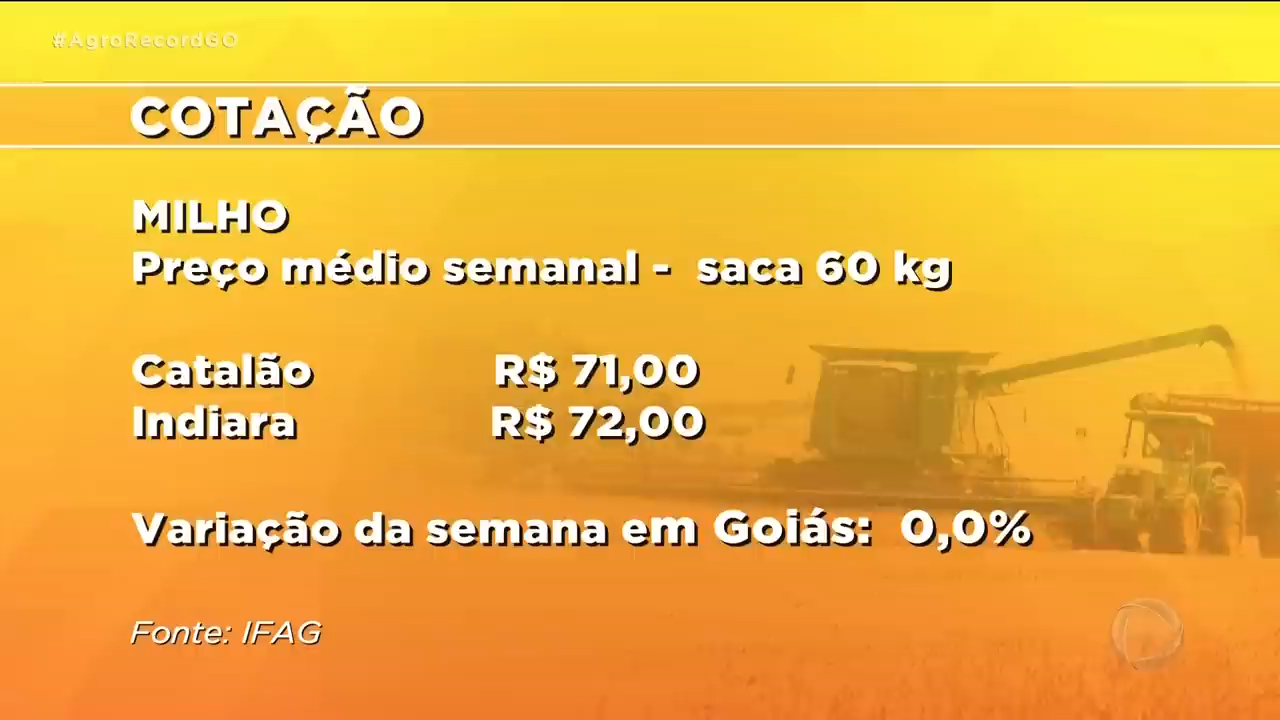 #AgroRecordGO
COTAÇÃO
MILHO
Preço médio semanal - saca 60 kg
Catalão R$ 71,00
Indiara R$ 72,00
Variação da semana em Goiás: 0,0%
Fonte: IFAG